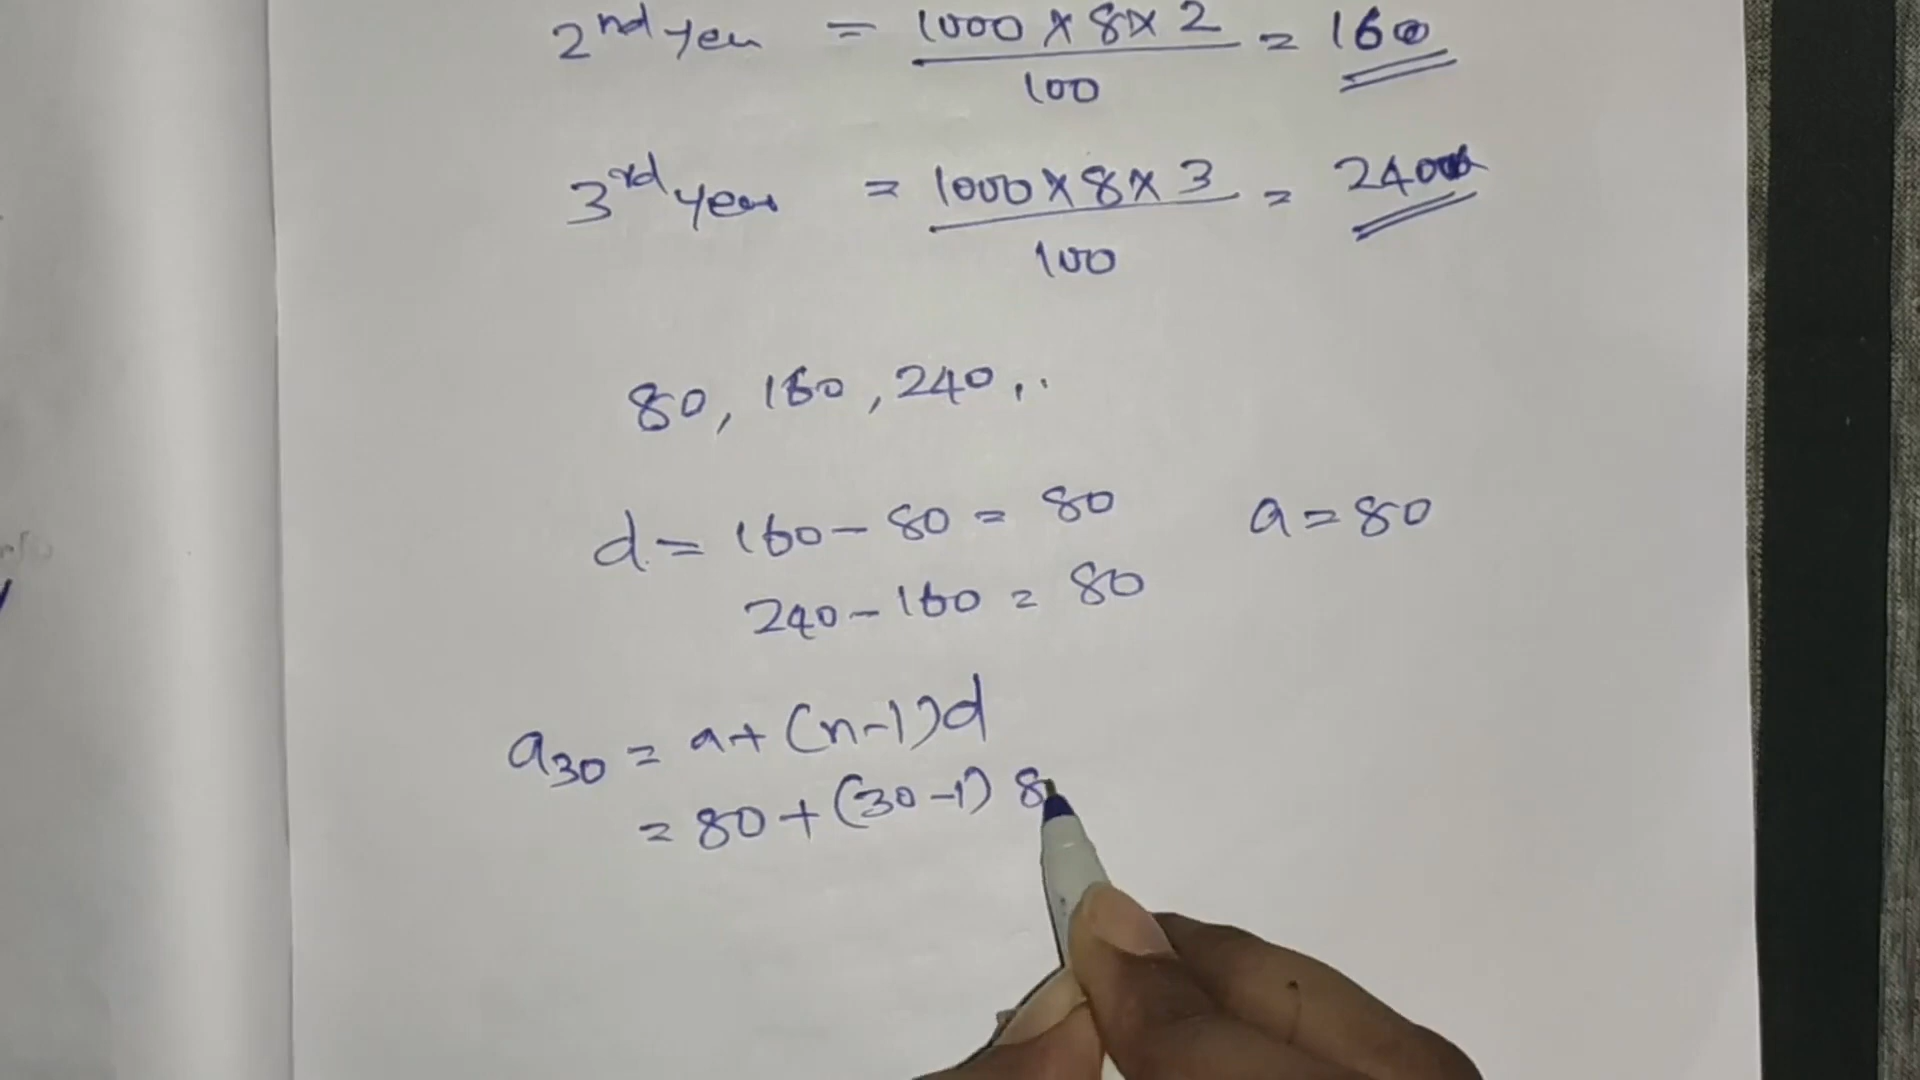 2nd year = 1000 × 8 × 2 / 100 = 160
3rd year = 1000 × 8 × 3 / 100 = 240
80, 160, 240, ..
d = 160 - 80 = 80 a = 80
240 - 160 = 80
a30 = a + (n-1)d
= 80 + (30-1) 8